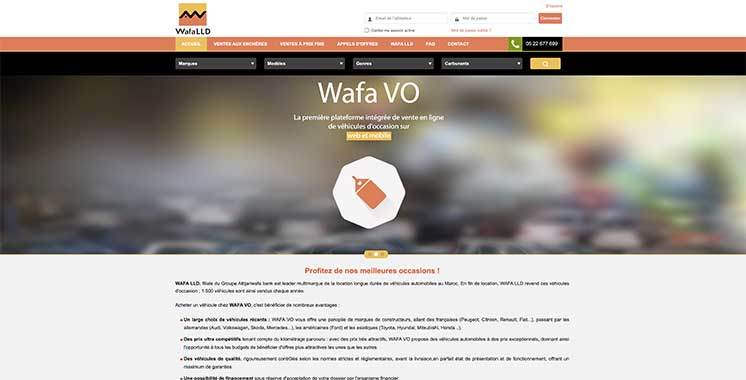 S'inscrire
Email de l'utilisateur
Mot de passe
Connexion
Garder ma session active
Mot de passe oublié ?
WafaLLD
ACCUEIL
VENTES AUX ENCHÈRES
VENTES À PRIX FIXE
APPELS D'OFFRES
WAFA LLD
FAQ
CONTACT
05 22 677 699
Marques
Modèles
Genres
Carburants
Wafa VO
La première plateforme intégrée de vente en ligne
de véhicules d'occasion sur
web et mobile
Profitez de nos meilleures occasions !
WAFA LLD, filiale du Groupe Attijariwafa bank est leader multimarque de la location longue durée de véhicules automobiles au Maroc. En fin de location, WAFA LLD revend ces véhicules
d'occasion : 1 500 véhicules sont ainsi vendus chaque année.
Acheter un véhicule chez WAFA VO, c'est bénéficier de nombreux avantages :
Un large choix de véhicules récents : WAFA VO vous offre une panoplie de marques de constructeurs, allant des françaises (Peugeot, Citroen, Renault, Fiat...), passant par les
allemandes (Audi, Volkswagen, Skoda, Mercedes...), les américaines (Ford) et les asiatiques (Toyota, Hyundai, Mitsubishi, Honda ...).
Des prix ultra compétitifs tenant compte du kilométrage parcouru : avec des prix très attractifs, WAFA VO propose des véhicules automobiles à des prix exceptionnels, donnant ainsi
l'opportunité à tous les budgets de bénéficier d'offres plus attractives les unes que les autres
Des véhicules de qualité, rigoureusement contrôlés selon les normes strictes et réglementaires, avant la livraison,en parfait état de présentation et de fonctionnement, offrant un
maximum de garanties
Une possibilité de financement sous réserve d'acceptation de votre dossier par l'organisme financier.